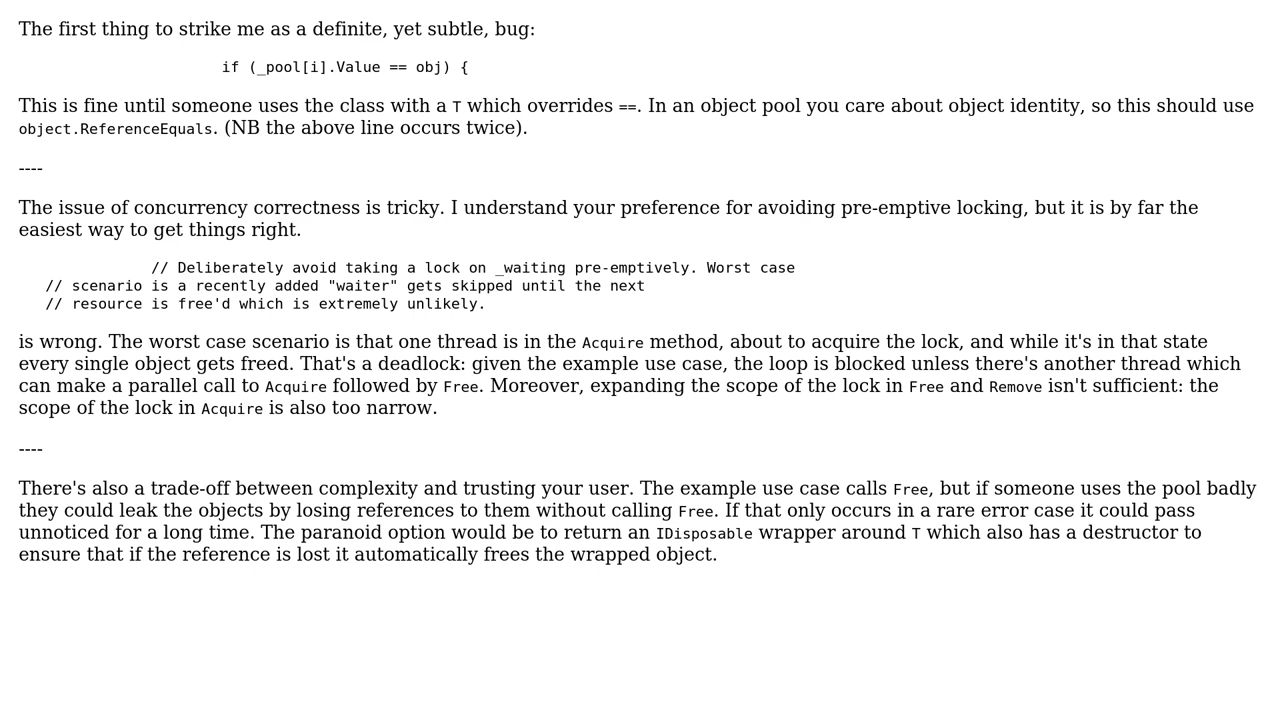 The first thing to strike me as a definite, yet subtle, bug:
if (_pool[i].Value == obj) {
This is fine until someone uses the class with a T which overrides ==. In an object pool you care about object identity, so this should use
object.ReferenceEquals. (NB the above line occurs twice).
----
The issue of concurrency correctness is tricky. I understand your preference for avoiding pre-emptive locking, but it is by far the
easiest way to get things right.
// Deliberately avoid taking a lock on _waiting pre-emptively. Worst case
// scenario is a recently added "waiter" gets skipped until the next
// resource is free'd which is extremely unlikely.
is wrong. The worst case scenario is that one thread is in the Acquire method, about to acquire the lock, and while it's in that state
every single object gets freed. That's a deadlock: given the example use case, the loop is blocked unless there's another thread which
can make a parallel call to Acquire followed by Free. Moreover, expanding the scope of the lock in Free and Remove isn't sufficient: the
scope of the lock in Acquire is also too narrow.
----
There's also a trade-off between complexity and trusting your user. The example use case calls Free, but if someone uses the pool badly
they could leak the objects by losing references to them without calling Free. If that only occurs in a rare error case it could pass
unnoticed for a long time. The paranoid option would be to return an IDisposable wrapper around T which also has a destructor to
ensure that if the reference is lost it automatically frees the wrapped object.